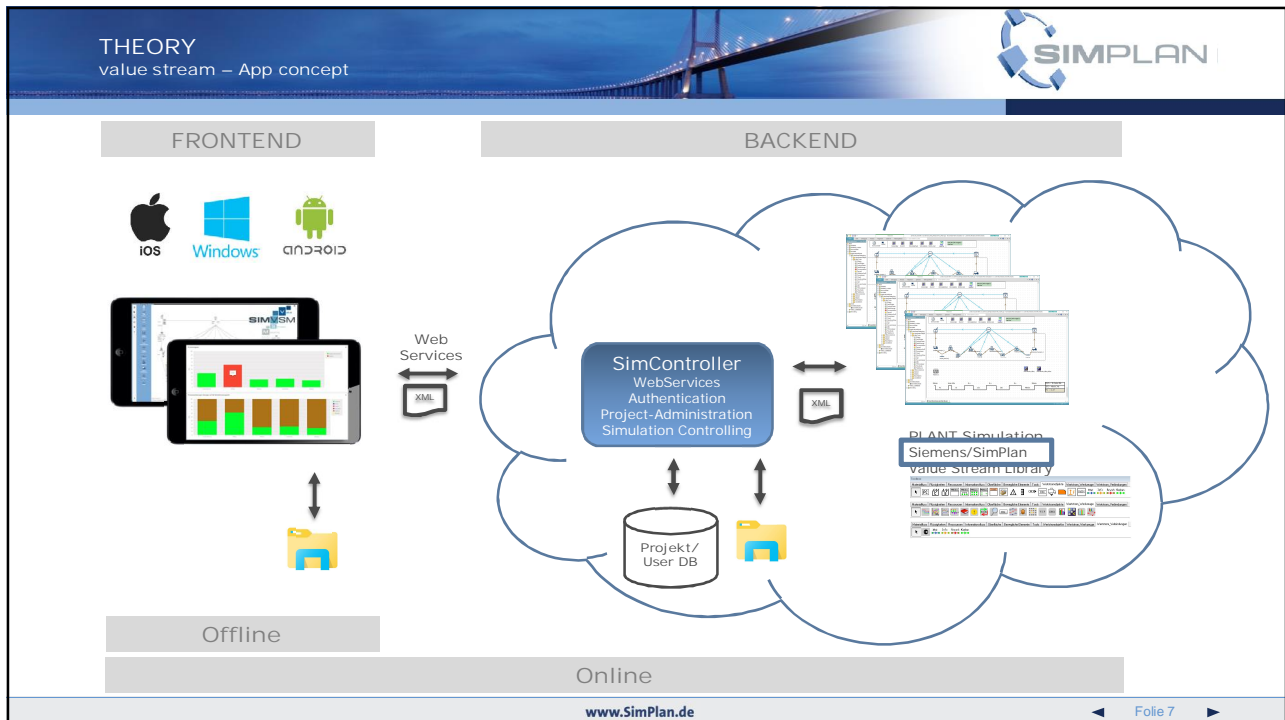 THEORY
value stream – App concept
SIMPLAN
FRONTEND
BACKEND
iOS
Windows
ANDROID
SIMVSM
Web
Services
XML
SimController
WebServices
Authentication
Project-Administration
Simulation Controlling
XML
PLANT Simulation
Siemens/SimPlan
Value Stream Library
Projekt/
User DB
Offline
Online
www.SimPlan.de
Folie 7